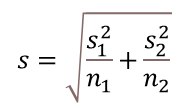 s = √(s₁²/n₁ + s₂²/n₂)